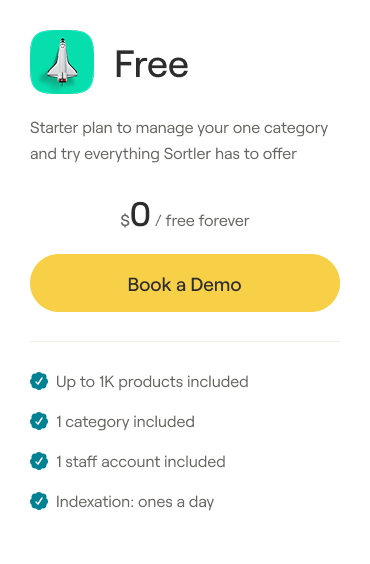 Free
Starter plan to manage your one category
and try everything Sortler has to offer
$0 / free forever
Book a Demo
Up to 1K products included
1 category included
1 staff account included
Indexation: ones a day